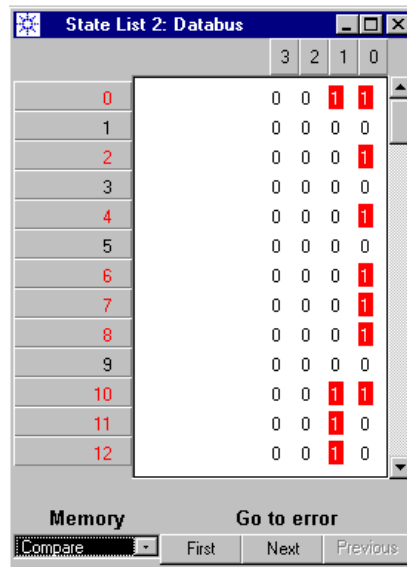 State List 2: Databus
3 2 1 0
0 0 0 1 1
1 0 0 0 0
2 0 0 0 1
3 0 0 0 0
4 0 0 0 1
5 0 0 0 0
6 0 0 0 1
7 0 0 0 1
8 0 0 0 1
9 0 0 0 0
10 0 0 1 1
11 0 0 1 0
12 0 0 1 0
Memory Go to error
Compare First Next Previous